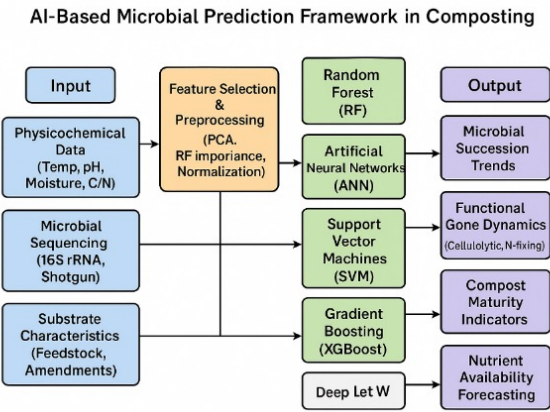 AI-Based Microbial Prediction Framework in Composting
Input
Physicochemical
Data
(Temp, pH,
Moisture, C/N)
Microbial
Sequencing
(16S rRNA,
Shotgun)
Substrate
Characteristics
(Feedstock,
Amendments)
Feature Selection
&
Preprocessing
(PCA.
RF imporiance,
Normalization)
Random
Forest
(RF)
Artificial
Neural Networks
(ANN)
Support
Vector
Machines
(SVM)
Gradient
Boosting
(XGBoost)
Deep Let W
Output
Microbial
Succession
Trends
Functional
Gone Dynamics
(Cellulolytic, N-fixing)
Compost
Maturity
Indicators
Nutrient
Availability
Forecasting